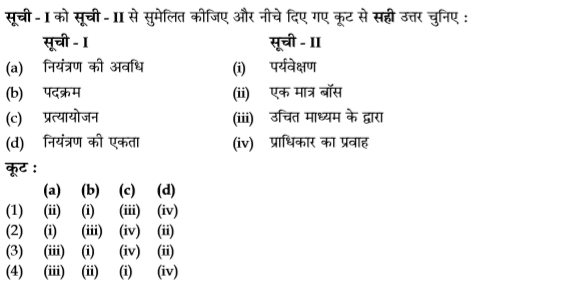 सूची - I को सूची - II से सुमेलित कीजिए और नीचे दिए गए कूट से सही उत्तर चुनिए :
सूची - I सूची - II
(a) नियंत्रण की अवधि (i) पर्यवेक्षण
(b) पदक्रम (ii) एक मात्र बॉस
(c) प्रत्यायोजन (iii) उचित माध्यम के द्वारा
(d) नियंत्रण की एकता (iv) प्राधिकार का प्रवाह
कूट :
(a) (b) (c) (d)
(1) (ii) (i) (iii) (iv)
(2) (i) (iii) (iv) (ii)
(3) (iii) (i) (iv) (ii)
(4) (iii) (ii) (i) (iv)